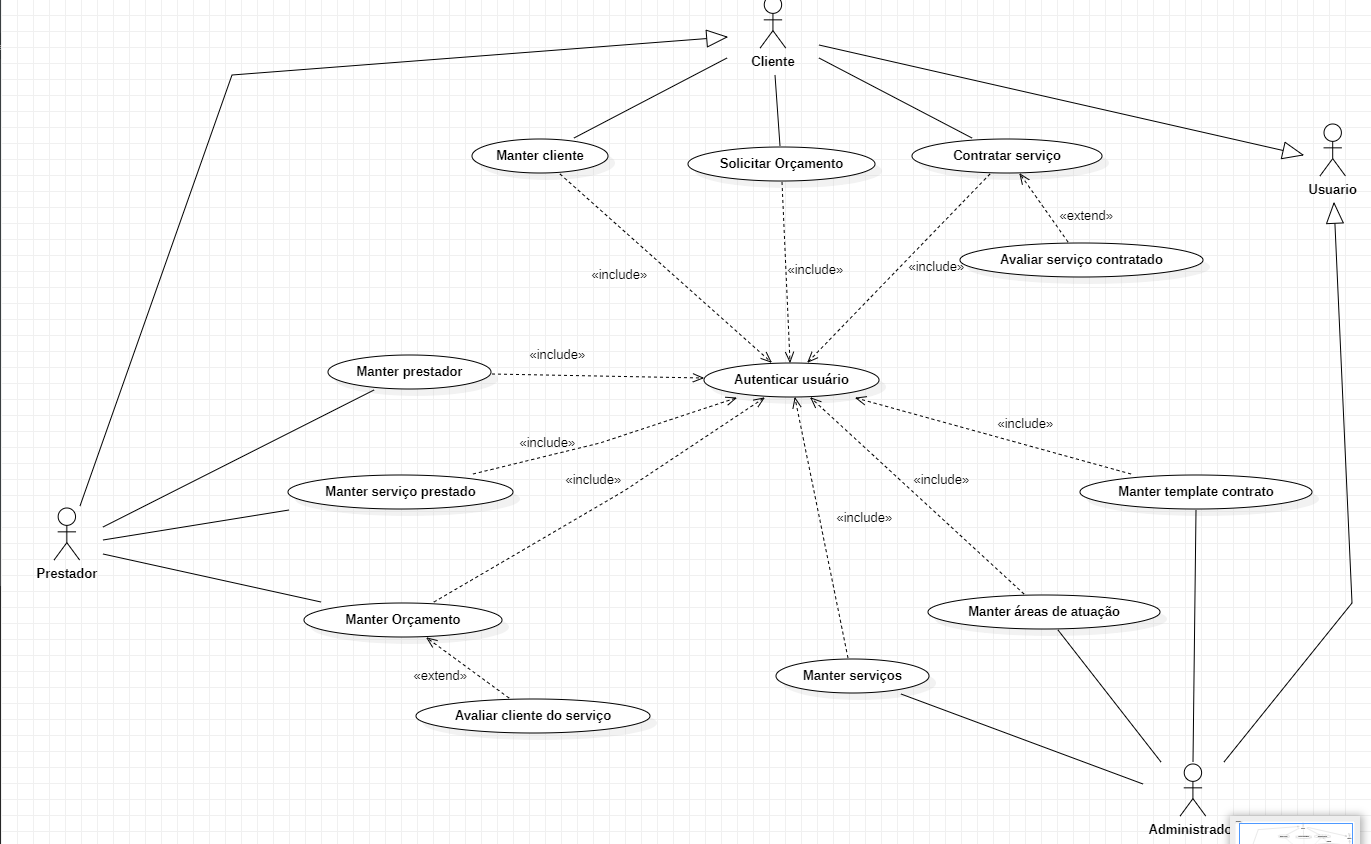 Cliente
Manter cliente
Solicitar Orçamento
Contratar serviço
Usuario
«extend»
Avaliar serviço contratado
«include»
«include»
«include»
Manter prestador
«include»
Autenticar usuário
«include»
«include»
«include»
«include»
«include»
Manter serviço prestado
Manter template contrato
Prestador
Manter Orçamento
Manter áreas de atuação
«extend»
Manter serviços
Avaliar cliente do serviço
Administrado